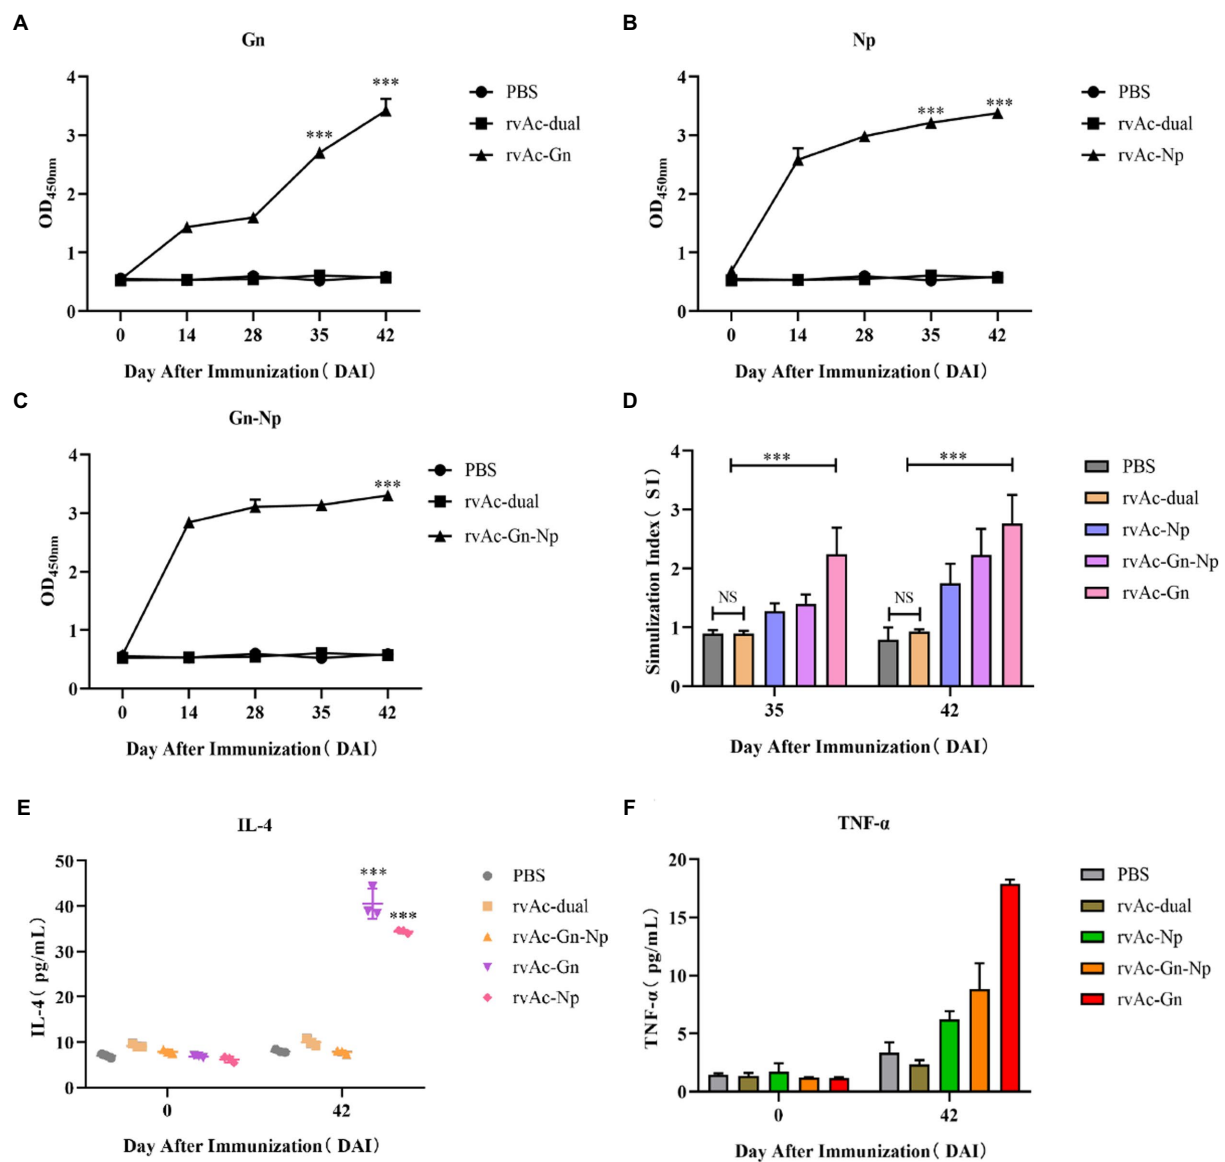 A
Gn
OD450nm
4
3
2
1
0
0 14 28 35 42
Day After Immunization( DAI)
*** ***
PBS
rvAc-dual
rvAc-Gn
B
Np
OD450nm
4
3
2
1
0
0 14 28 35 42
Day After Immunization( DAI)
*** ***
PBS
rvAc-dual
rvAc-Np
C
Gn-Np
OD450nm
4
3
2
1
0
0 14 28 35 42
Day After Immunization( DAI)
***
PBS
rvAc-dual
rvAc-Gn-Np
D
Simulization Index( SI)
4
3
2
1
0
35 42
Day After Immunization( DAI)
*** ***
NS NS
PBS
rvAc-dual
rvAc-Np
rvAc-Gn-Np
rvAc-Gn
E
IL-4
IL-4( pg/mL)
50
40
30
20
10
0
0 42
Day After Immunization( DAI)
***
***
PBS
rvAc-dual
rvAc-Gn-Np
rvAc-Gn
rvAc-Np
F
TNF-α
TNF-α( pg/mL)
20
15
10
5
0
0 42
Day After Immunization( DAI)
PBS
rvAc-dual
rvAc-Np
rvAc-Gn-Np
rvAc-Gn